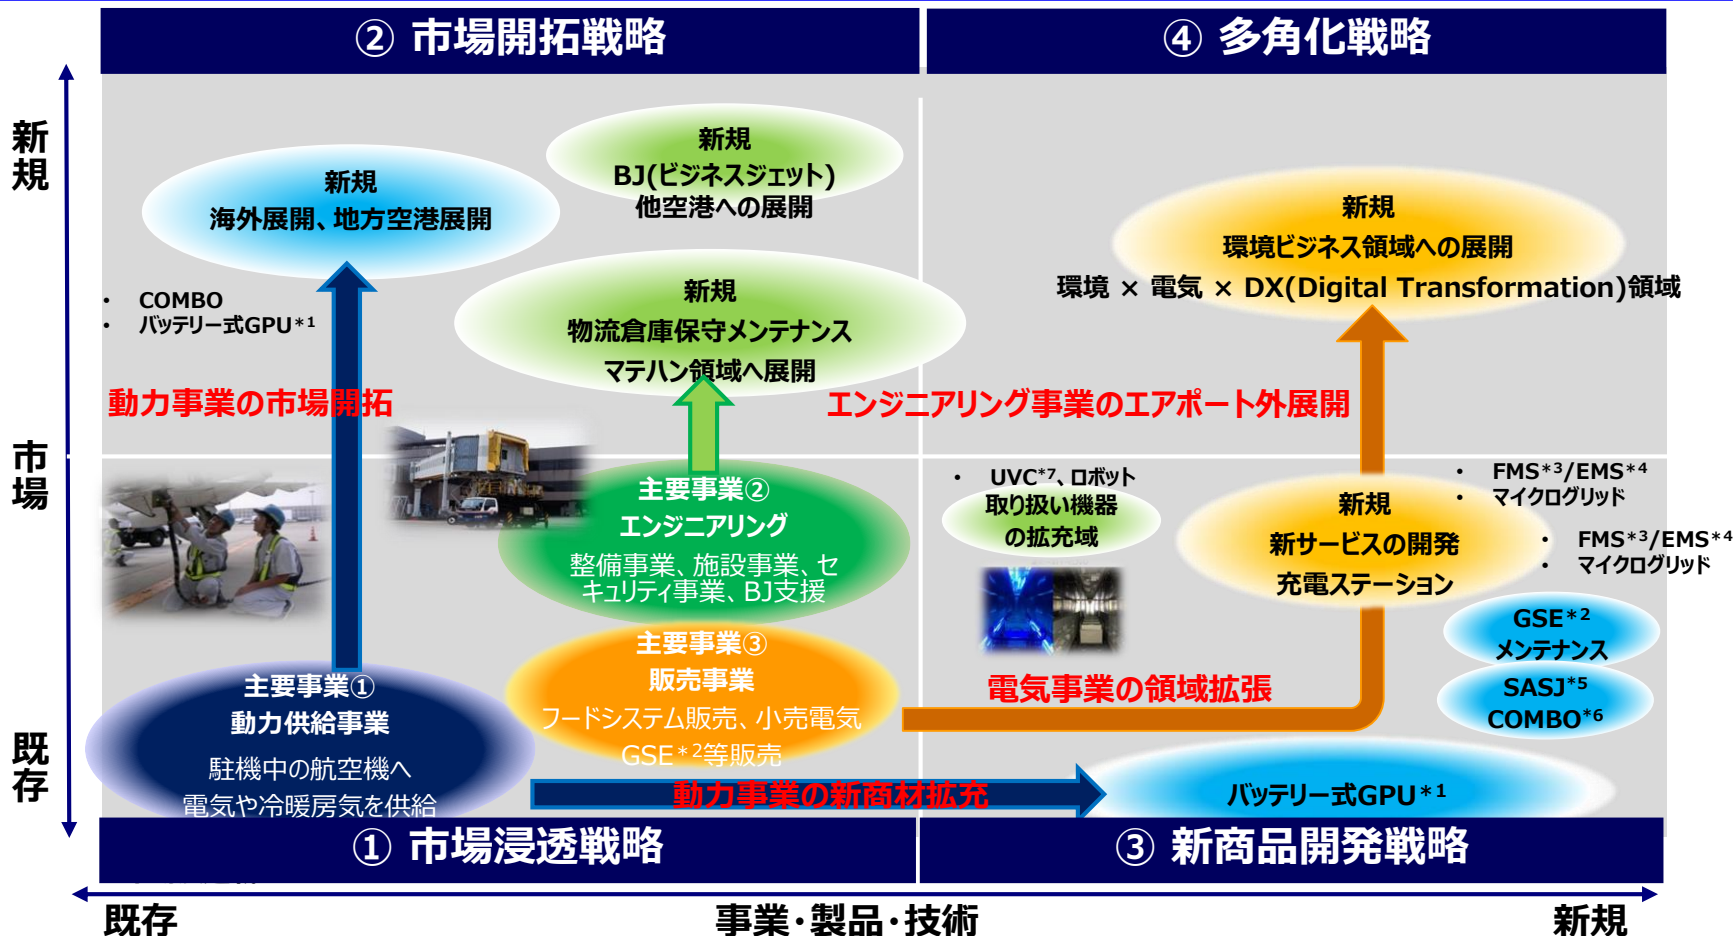 ② 市場開拓戦略
④ 多角化戦略
新規
市場
既存
新規
海外展開、地方空港展開
新規
BJ(ビジネスジェット)
他空港への展開
・ COMBO
・ バッテリー式GPU*1
新規
物流倉庫保守メンテナンス
マテハン領域へ展開
新規
環境ビジネス領域への展開
環境 × 電気 × DX(Digital Transformation)領域
動力事業の市場開拓
エンジニアリング事業のエアポート外展開
主要事業②
エンジニアリング
整備事業、施設事業、セ
キュリティ事業、BJ支援
・ UVC*7、ロボット
取り扱い機器
の拡充域
新規
新サービスの開発
充電ステーション
・ FMS*3/EMS*4
・ マイクログリッド
・ FMS*3/EMS*4
・ マイクログリッド
主要事業③
販売事業
フードシステム販売、小売電気
GSE*2等販売
GSE*2
メンテナンス
SASJ*5
COMBO*6
電気事業の領域拡張
主要事業①
動力供給事業
駐機中の航空機へ
電気や冷暖房気を供給
動力事業の新商材拡充
バッテリー式GPU*1
① 市場浸透戦略
③ 新商品開発戦略
既存
事業・製品・技術
新規